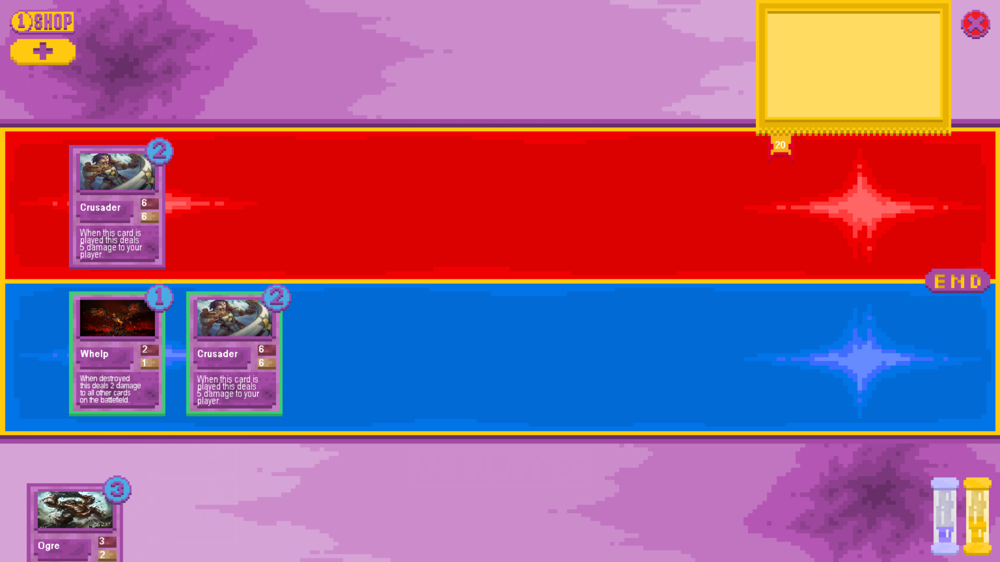 1 SHOP
+
20
2
Crusader
6
6
When this card is
played this deals
5 damage to your
player.
END
1
Whelp
2
1
When destroyed
this deals 2 damage
to all other cards
on the battlefield.
2
Crusader
6
6
When this card is
played this deals
5 damage to your
player.
3
Ogre
3
2